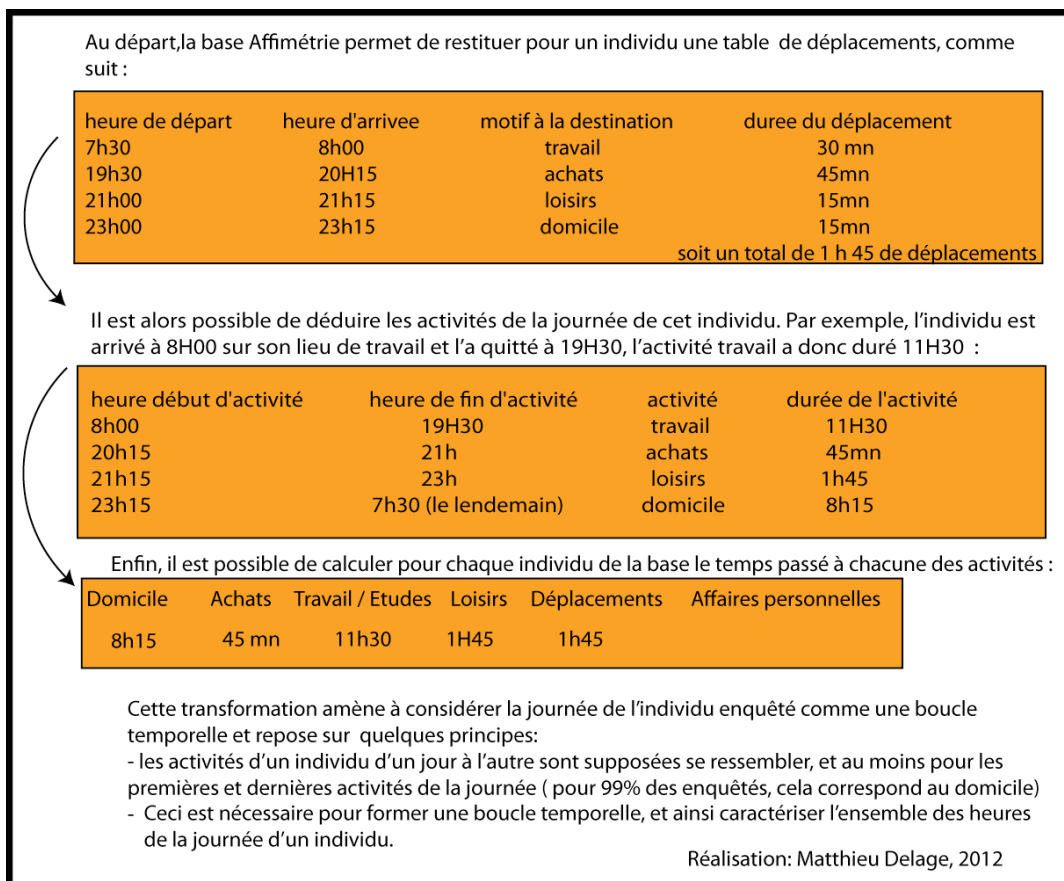 Au départ,la base Affimétrie permet de restituer pour un individu une table de déplacements, comme
suit :
heure de départ heure d'arrivee motif à la destination duree du déplacement
7h30 8h00 travail 30 mn
19h30 20H15 achats 45mn
21h00 21h15 loisirs 15mn
23h00 23h15 domicile 15mn
soit un total de 1 h 45 de déplacements
Il est alors possible de déduire les activités de la journée de cet individu. Par exemple, l'individu est
arrivé à 8H00 sur son lieu de travail et l'a quitté à 19H30, l'activité travail a donc duré 11H30 :
heure début d'activité heure de fin d'activité activité durée de l'activité
8h00 19H30 travail 11H30
20h15 21h achats 45mn
21h15 23h loisirs 1h45
23h15 7h30 (le lendemain) domicile 8h15
Enfin, il est possible de calculer pour chaque individu de la base le temps passé à chacune des activités :
Domicile Achats Travail / Etudes Loisirs Déplacements Affaires personnelles
8h15 45 mn 11h30 1H45 1h45
Cette transformation amène à considérer la journée de l'individu enquêté comme une boucle
temporelle et repose sur quelques principes:
- les activités d'un individu d'un jour à l'autre sont supposées se ressembler, et au moins pour les
premières et dernières activités de la journée ( pour 99% des enquêtés, cela correspond au domicile)
- Ceci est nécessaire pour former une boucle temporelle, et ainsi caractériser l'ensemble des heures
de la journée d'un individu.
Réalisation: Matthieu Delage, 2012